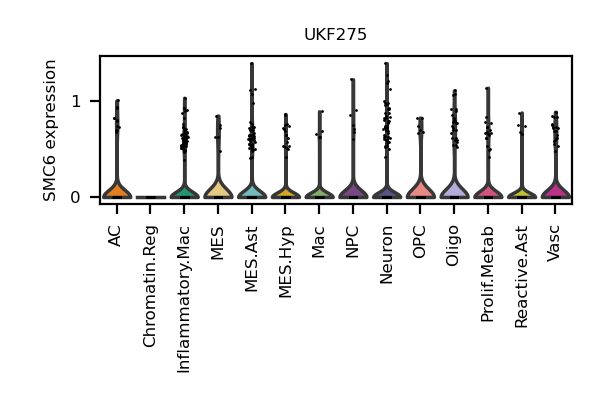 UKF275
SMC6 expression
1
0
AC
Chromatin.Reg
Inflammatory.Mac
MES
MES.Ast
MES.Hyp
Mac
NPC
Neuron
OPC
Oligo
Prolif.Metab
Reactive.Ast
Vasc